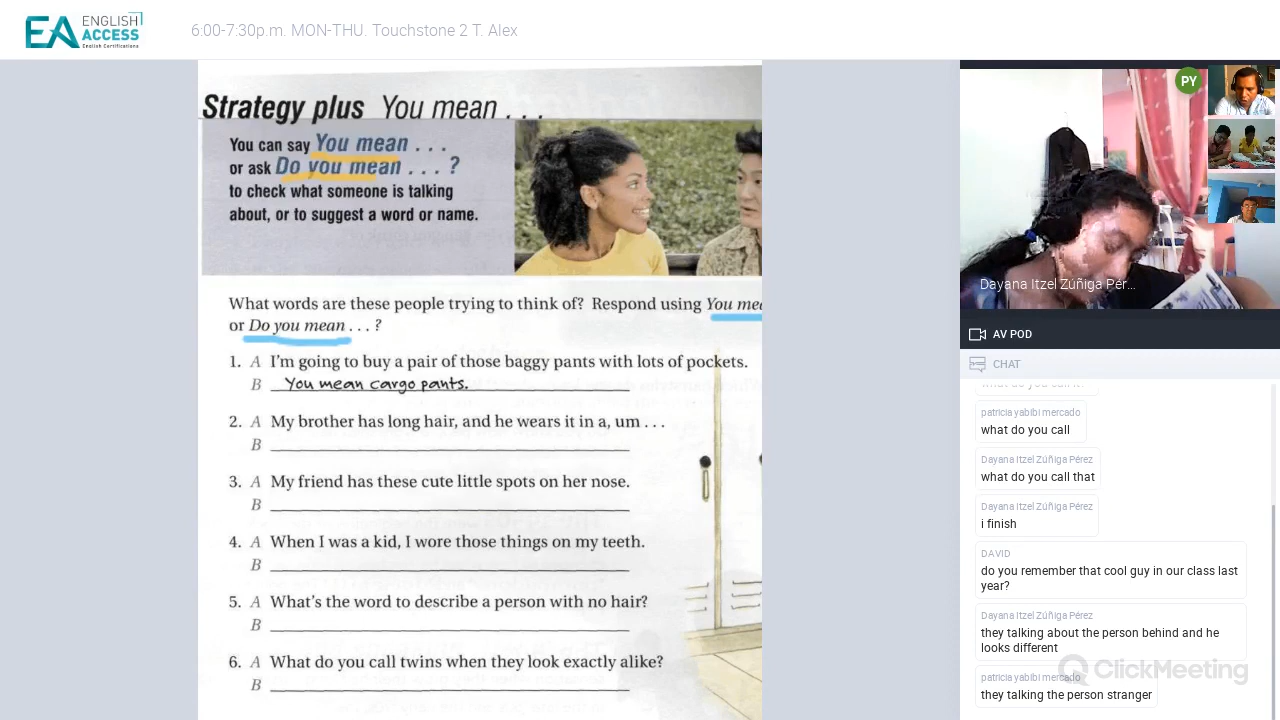 EA ENGLISH ACCESS
English Certifications
6:00-7:30p.m. MON-THU. Touchstone 2 T. Alex
Strategy plus You mean . . .
You can say You mean . . .
or ask Do you mean . . . ?
to check what someone is talking
about, or to suggest a word or name.
What words are these people trying to think of? Respond using You mea
or Do you mean . . . ?
1. A I'm going to buy a pair of those baggy pants with lots of pockets.
B You mean cargo pants.
2. A My brother has long hair, and he wears it in a, um . . .
B
3. A My friend has these cute little spots on her nose.
B
4. A When I was a kid, I wore those things on my teeth.
B
5. A What's the word to describe a person with no hair?
B
6. A What do you call twins when they look exactly alike?
B
PY
Dayana Itzel Zúñiga Pér...
AV POD
CHAT
what do you call it?
patricia yabibi mercado
what do you call
Dayana Itzel Zúñiga Pérez
what do you call that
Dayana Itzel Zúñiga Pérez
i finish
DAVID
do you remember that cool guy in our class last
year?
Dayana Itzel Zúñiga Pérez
they talking about the person behind and he
looks different
patricia yabibi mercado
they talking the person stranger
ClickMeeting